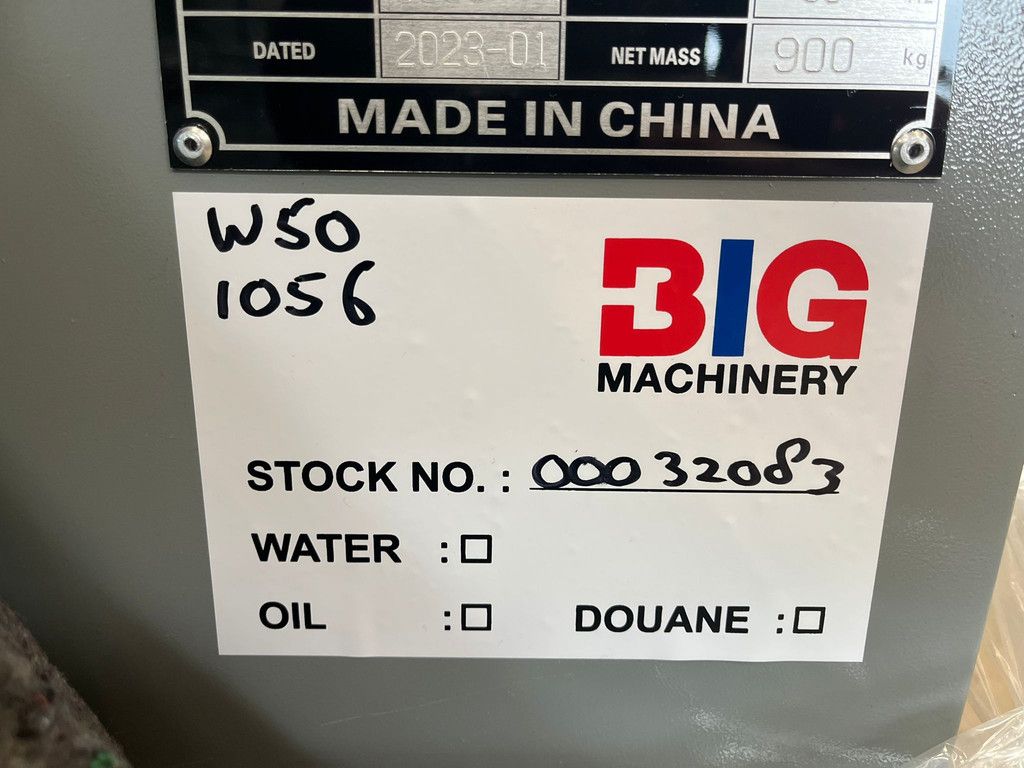 DATED 2023-01 NET MASS 900 kg
MADE IN CHINA
W50
1056
BIG
MACHINERY
STOCK NO. : 00032083
WATER :☐
OIL :☐ DOUANE :☐